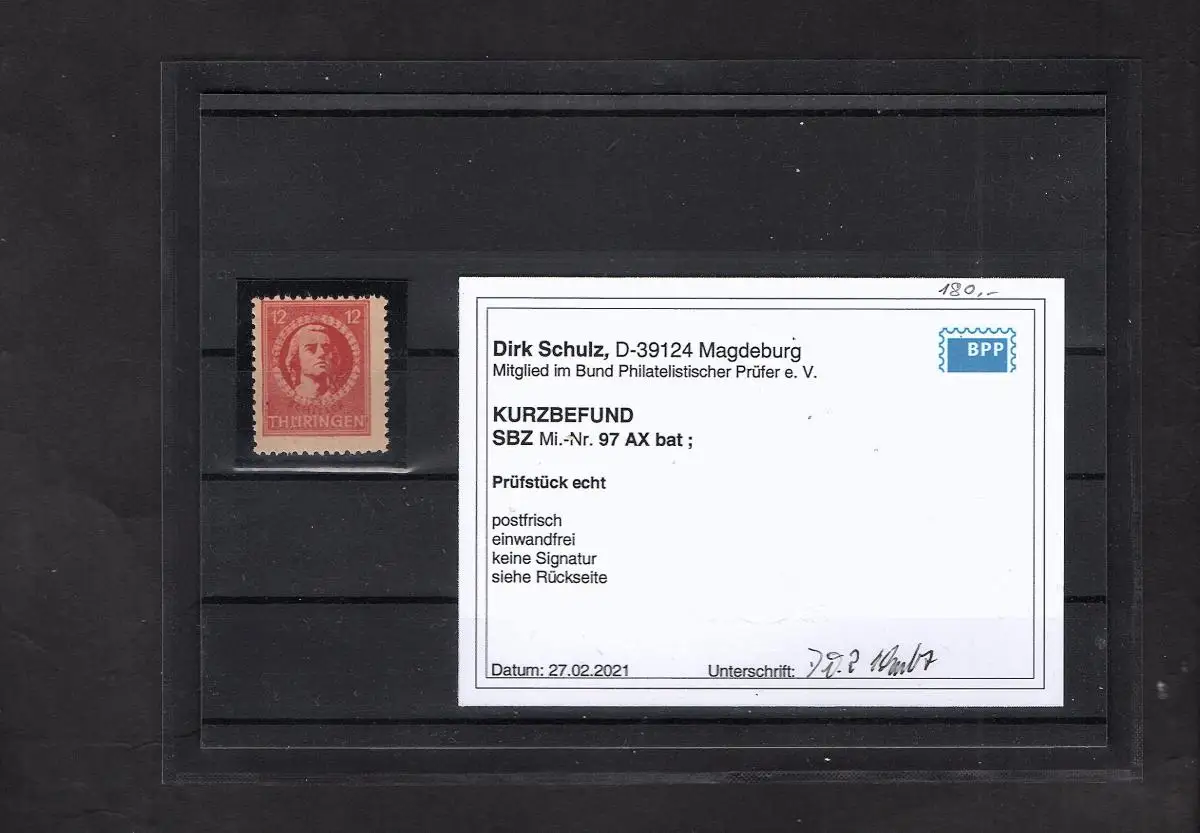 12 12
THÜRINGEN
180,-
Dirk Schulz, D-39124 Magdeburg
Mitglied im Bund Philatelistischer Prüfer e. V.
BPP
KURZBEFUND
SBZ Mi.-Nr. 97 AX bat ;
Prüfstück echt
postfrisch
einwandfrei
keine Signatur
siehe Rückseite
Datum: 27.02.2021 Unterschrift: